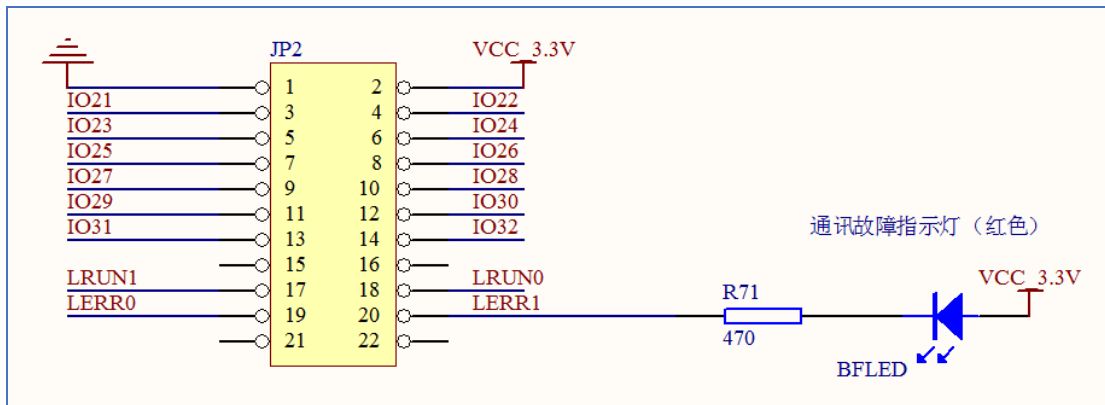 JP2
VCC_3.3V
1 2
IO21 IO22
3 4
IO23 IO24
5 6
IO25 IO26
7 8
IO27 IO28
9 10
IO29 IO30
11 12
IO31 IO32
13 14
通讯故障指示灯（红色）
15 16
LRUN1 LRUN0 VCC_3.3V
17 18
LERR0 LERR1 R71
19 20
470
21 22
BFLED